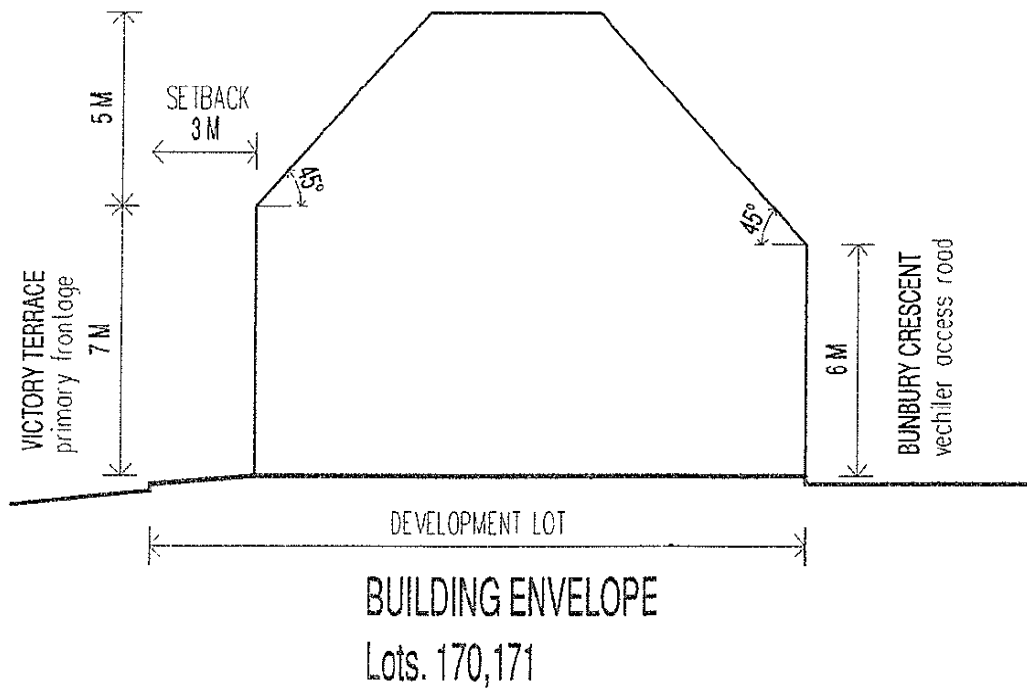 5 M
SETBACK
3 M
45°
45°
VICTORY TERRACE
primary frontage
7 M
6 M
BUNBURY CRESCENT
vechiler access road
DEVELOPMENT LOT
BUILDING ENVELOPE
Lots. 170,171